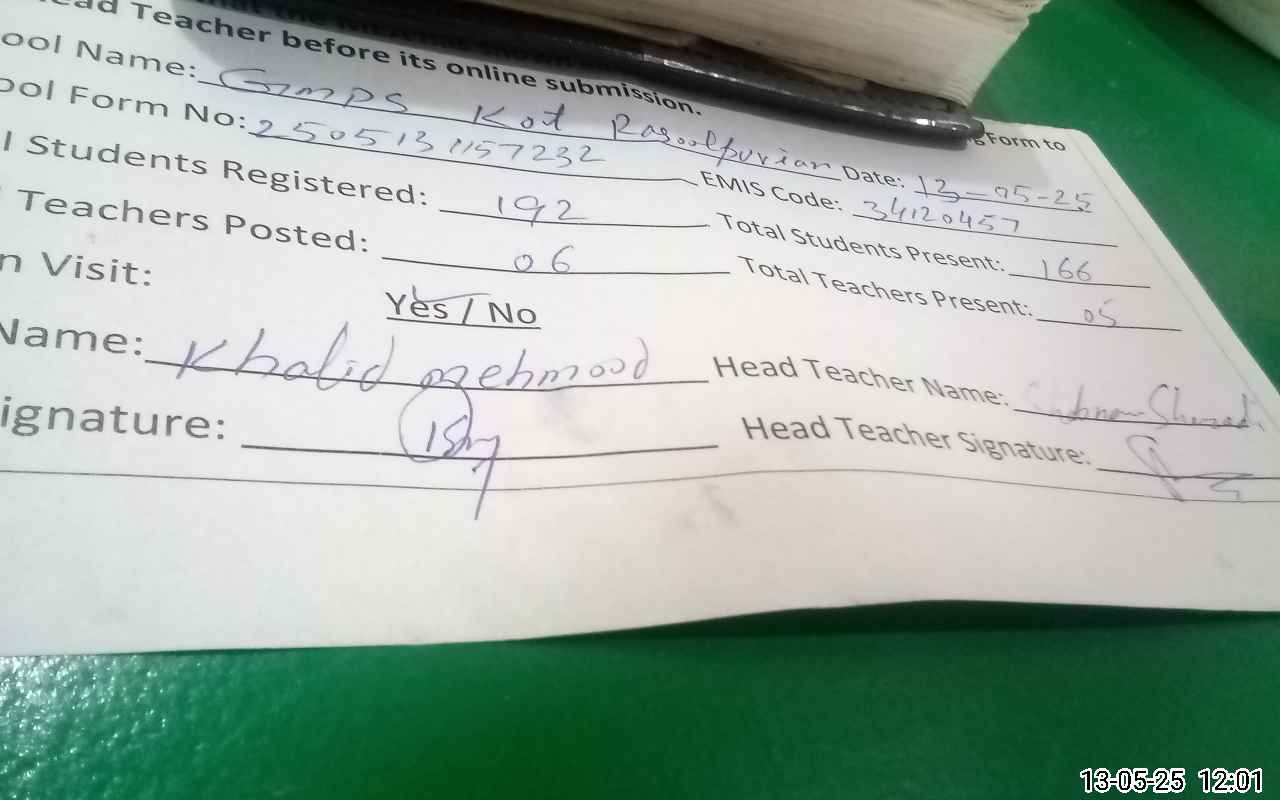 ead Teacher before its online submission.
g Form to
ool Name: GMPS Kot Rasoolpurian Date: 13-05-25
ool Form No: 2505131157232 EMIS Code: 34120457
l Students Registered: 192 Total Students Present: 166
Teachers Posted: 06 Total Teachers Present: 05
n Visit: Yes / No
Name: Khalid Mehmood Head Teacher Name:
ignature: Head Teacher Signature:
13-05-25 12:01